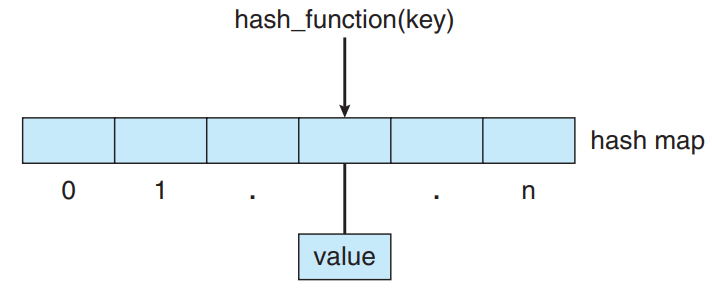 hash_function(key)
hash map
0 1 . . n
value